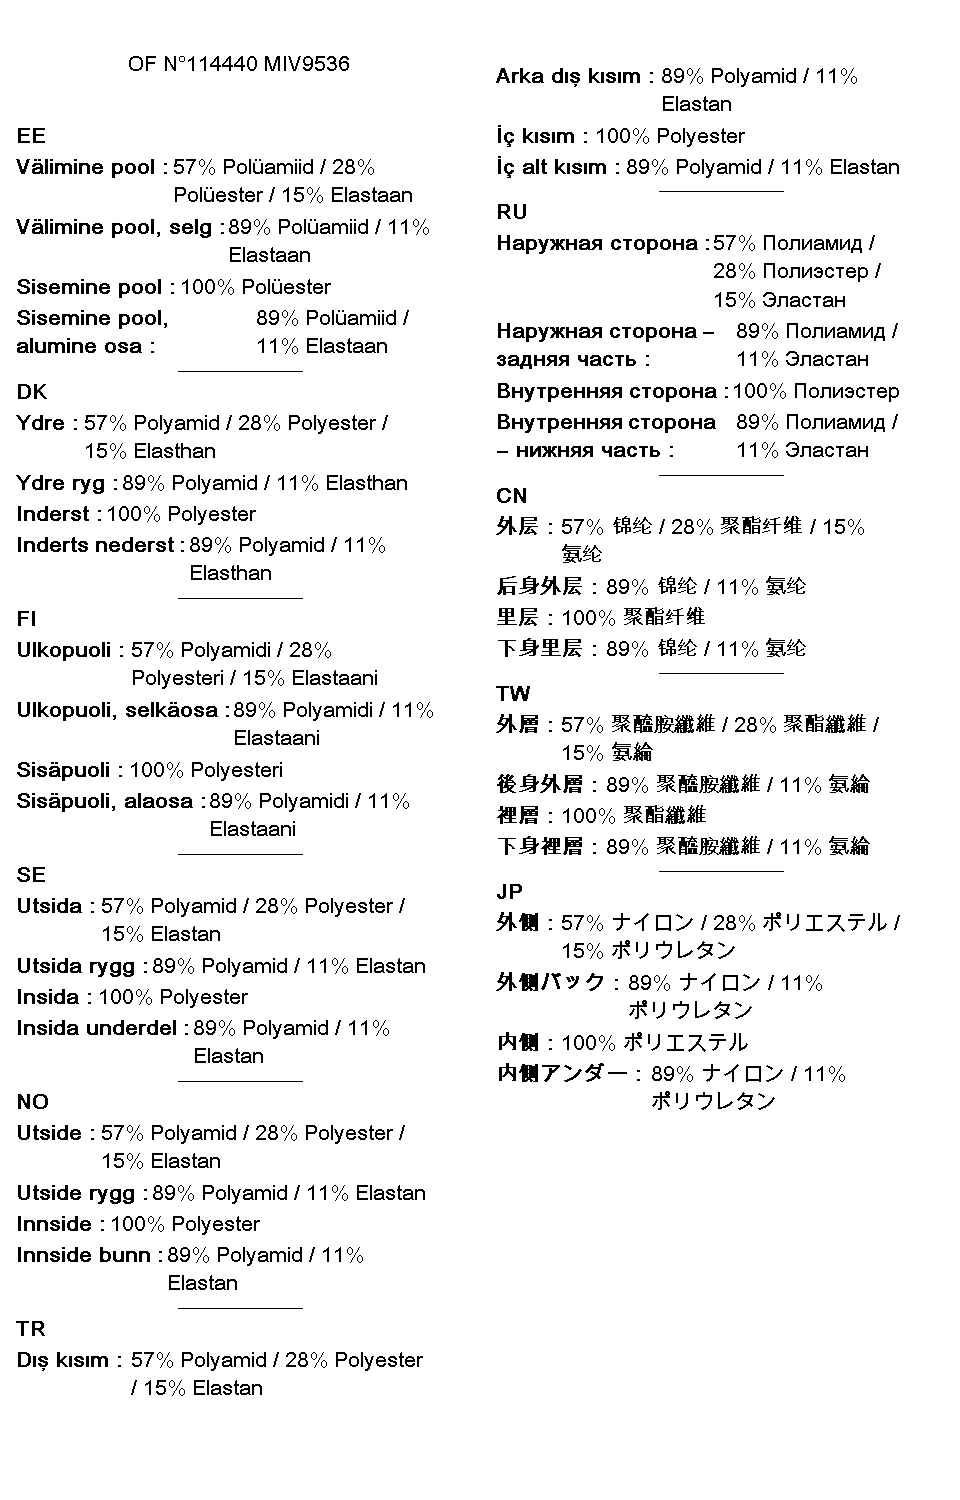 OF N°114440 MIV9536
EE
Välimine pool : 57% Polüamiid / 28%
Polüester / 15% Elastaan
Välimine pool, selg : 89% Polüamiid / 11%
Elastaan
Sisemine pool : 100% Polüester
Sisemine pool, 89% Polüamiid /
alumine osa : 11% Elastaan
DK
Ydre : 57% Polyamid / 28% Polyester /
15% Elasthan
Ydre ryg : 89% Polyamid / 11% Elasthan
Inderst : 100% Polyester
Inderts nederst : 89% Polyamid / 11%
Elasthan
FI
Ulkopuoli : 57% Polyamidi / 28%
Polyesteri / 15% Elastaani
Ulkopuoli, selkäosa : 89% Polyamidi / 11%
Elastaani
Sisäpuoli : 100% Polyesteri
Sisäpuoli, alaosa : 89% Polyamidi / 11%
Elastaani
SE
Utsida : 57% Polyamid / 28% Polyester /
15% Elastan
Utsida rygg : 89% Polyamid / 11% Elastan
Insida : 100% Polyester
Insida underdel : 89% Polyamid / 11%
Elastan
NO
Utside : 57% Polyamid / 28% Polyester /
15% Elastan
Utside rygg : 89% Polyamid / 11% Elastan
Innside : 100% Polyester
Innside bunn : 89% Polyamid / 11%
Elastan
TR
Dış kısım : 57% Polyamid / 28% Polyester
/ 15% Elastan
Arka dış kısım : 89% Polyamid / 11%
Elastan
İç kısım : 100% Polyester
İç alt kısım : 89% Polyamid / 11% Elastan
RU
Наружная сторона : 57% Полиамид /
28% Полиэстер /
15% Эластан
Наружная сторона – 89% Полиамид /
задняя часть : 11% Эластан
Внутренняя сторона : 100% Полиэстер
Внутренняя сторона 89% Полиамид /
– нижняя часть : 11% Эластан
CN
外层 : 57% 锦纶 / 28% 聚酯纤维 / 15%
氨纶
后身外层 : 89% 锦纶 / 11% 氨纶
里层 : 100% 聚酯纤维
下身里层 : 89% 锦纶 / 11% 氨纶
TW
外層 : 57% 聚醯胺纖維 / 28% 聚酯纖維 /
15% 氨綸
後身外層 : 89% 聚醯胺纖維 / 11% 氨綸
裡層 : 100% 聚酯纖維
下身裡層 : 89% 聚醯胺纖維 / 11% 氨綸
JP
外側 : 57% ナイロン / 28% ポリエステル /
15% ポリウレタン
外側バック : 89% ナイロン / 11%
ポリウレタン
内側 : 100% ポリエステル
内側アンダー : 89% ナイロン / 11%
ポリウレタン